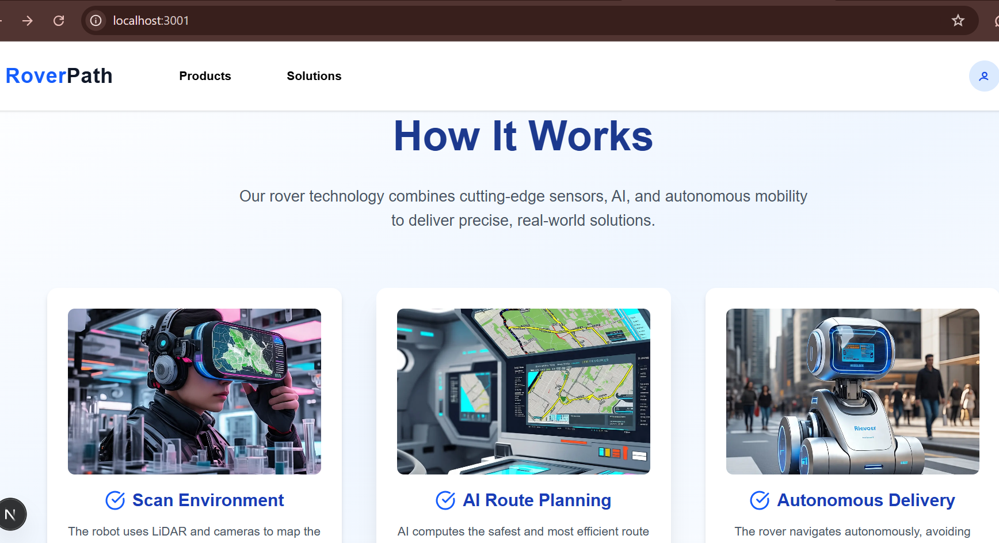 localhost:3001
RoverPath
Products
Solutions
How It Works
Our rover technology combines cutting-edge sensors, AI, and autonomous mobility
to deliver precise, real-world solutions.
Rlovosr
Scan Environment
AI Route Planning
Autonomous Delivery
N
The robot uses LiDAR and cameras to map the
AI computes the safest and most efficient route
The rover navigates autonomously, avoiding